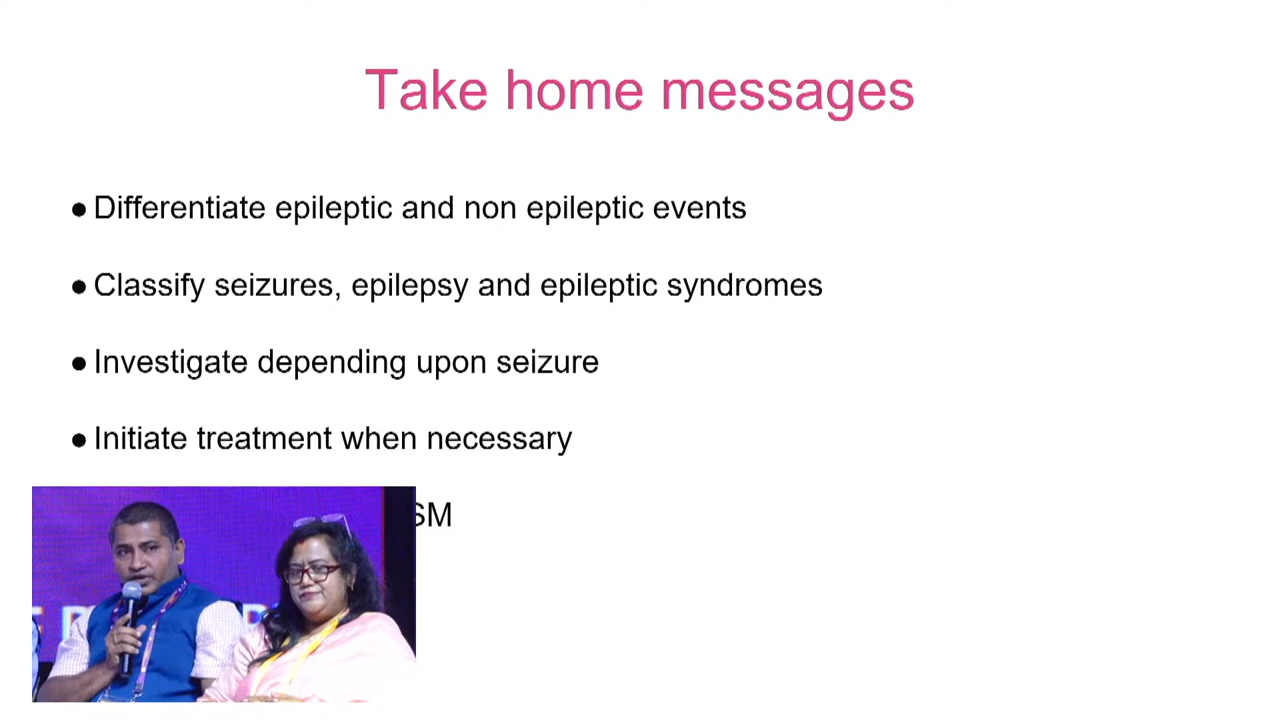 Take home messages
● Differentiate epileptic and non epileptic events
● Classify seizures, epilepsy and epileptic syndromes
● Investigate depending upon seizure
● Initiate treatment when necessary